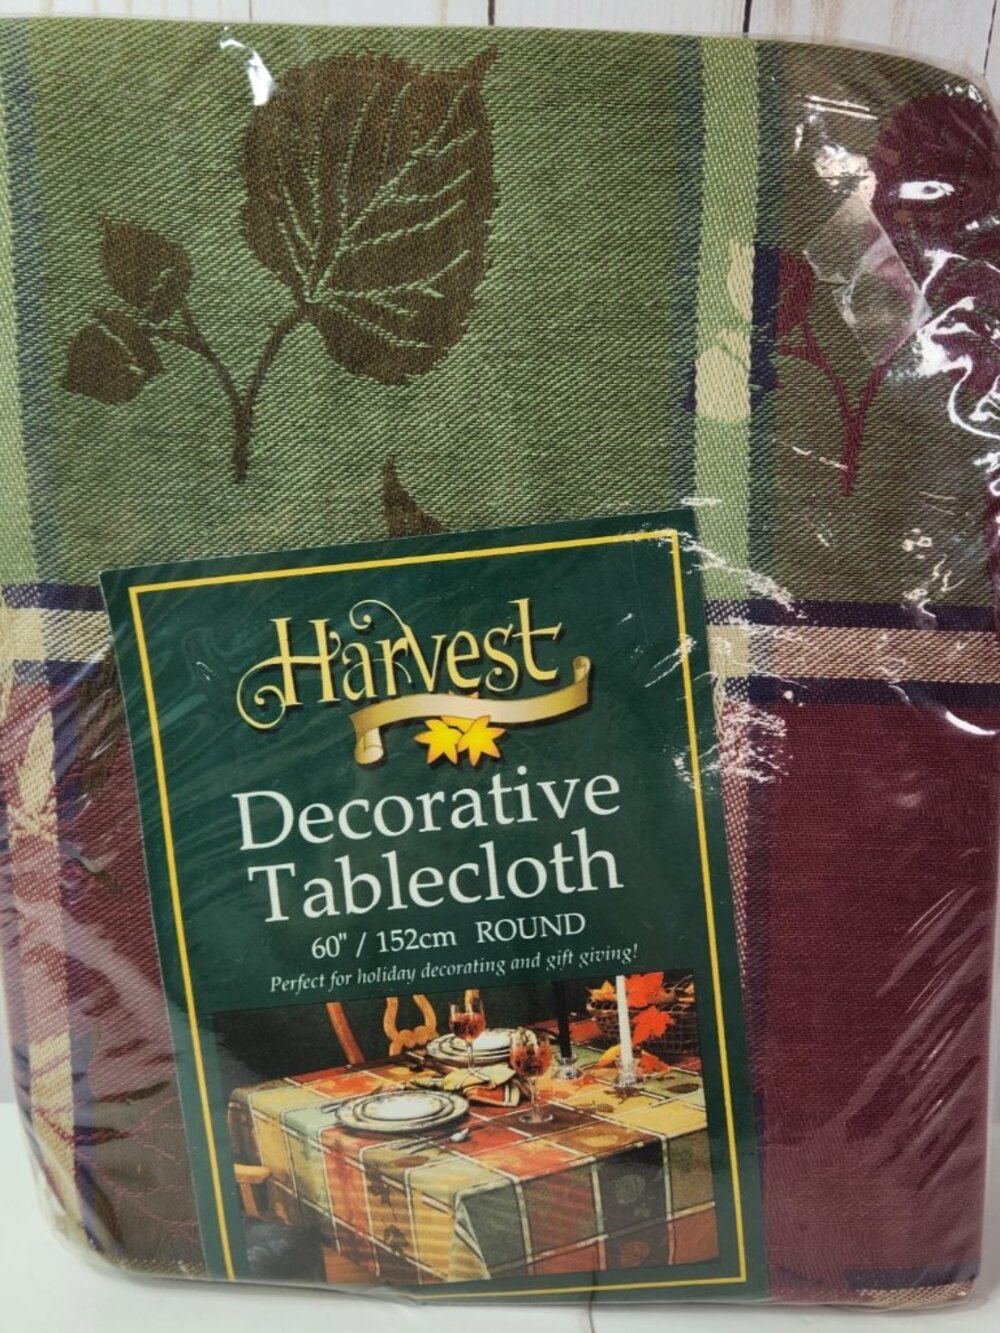 Harvest
Decorative
Tablecloth
60" / 152cm ROUND
Perfect for holiday decorating and gift giving!